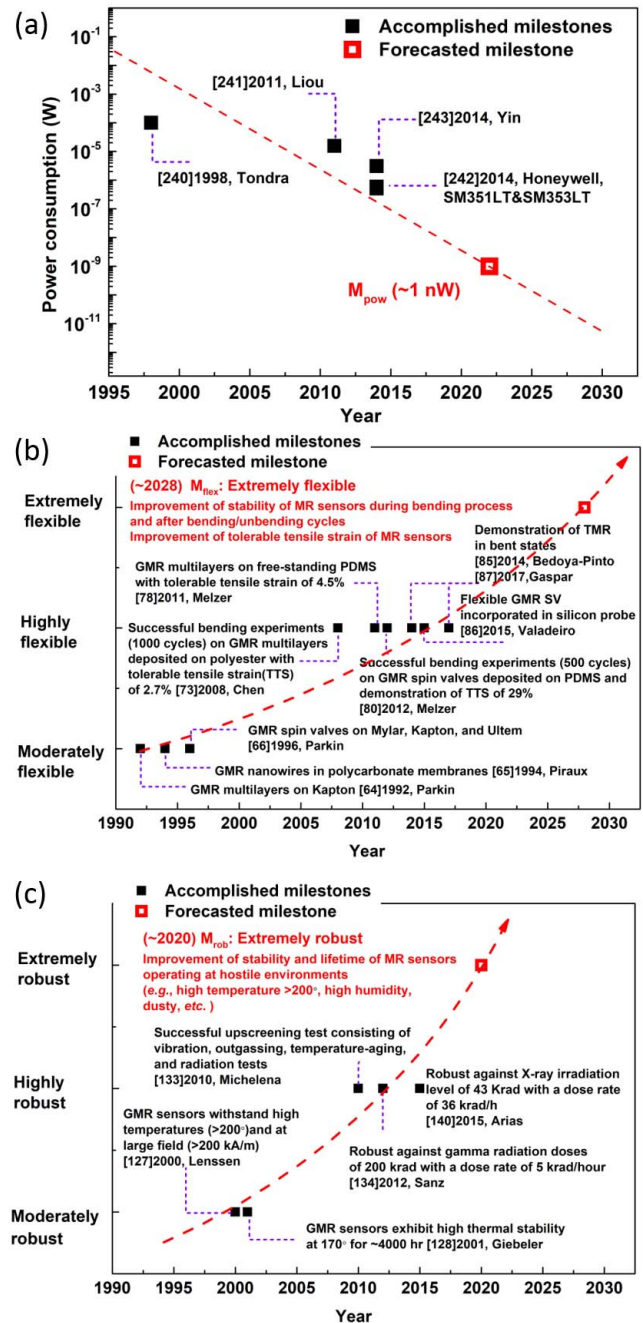 (a)
Accomplished milestones
Forecasted milestone
Power consumption (W)
10⁻¹
10⁻³
10⁻⁵
10⁻⁷
10⁻⁹
10⁻¹¹
[241]2011, Liou
[243]2014, Yin
[240]1998, Tondra
[242]2014, Honeywell,
SM351LT&SM353LT
M_pow (~1 nW)
1995 2000 2005 2010 2015 2020 2025 2030
Year
(b)
Accomplished milestones
Forecasted milestone
(~2028) M_flex: Extremely flexible
Improvement of stability of MR sensors during bending process
and after bending/unbending cycles
Improvement of tolerable tensile strain of MR sensors
Extremely
flexible
Highly
flexible
Moderately
flexible
Demonstration of TMR
in bent states
[85]2014, Bedoya-Pinto
[87]2017,Gaspar
GMR multilayers on free-standing PDMS
with tolerable tensile strain of 4.5%
[78]2011, Melzer
Flexible GMR SV
incorporated in silicon probe
[86]2015, Valadeiro
Successful bending experiments
(1000 cycles) on GMR multilayers
deposited on polyester with
tolerable tensile strain(TTS)
of 2.7% [73]2008, Chen
Successful bending experiments (500 cycles)
on GMR spin valves deposited on PDMS and
demonstration of TTS of 29%
[80]2012, Melzer
GMR spin valves on Mylar, Kapton, and Ultem
[66]1996, Parkin
GMR nanowires in polycarbonate membranes [65]1994, Piraux
GMR multilayers on Kapton [64]1992, Parkin
1990 1995 2000 2005 2010 2015 2020 2025 2030
Year
(c)
Accomplished milestones
Forecasted milestone
(~2020) M_rob: Extremely robust
Improvement of stability and lifetime of MR sensors
operating at hostile environments
(e.g., high temperature >200°, high humidity,
dusty, etc. )
Extremely
robust
Highly
robust
Moderately
robust
Successful upscreening test consisting of
vibration, outgassing, temperature-aging,
and radiation tests
[133]2010, Michelena
Robust against X-ray irradiation
level of 43 Krad with a dose rate
of 36 krad/h
[140]2015, Arias
GMR sensors withstand high
temperatures (>200°)and at
large field (>200 kA/m)
[127]2000, Lenssen
Robust against gamma radiation doses
of 200 krad with a dose rate of 5 krad/hour
[134]2012, Sanz
GMR sensors exhibit high thermal stability
at 170° for ~4000 hr [128]2001, Giebeler
1990 1995 2000 2005 2010 2015 2020 2025 2030
Year